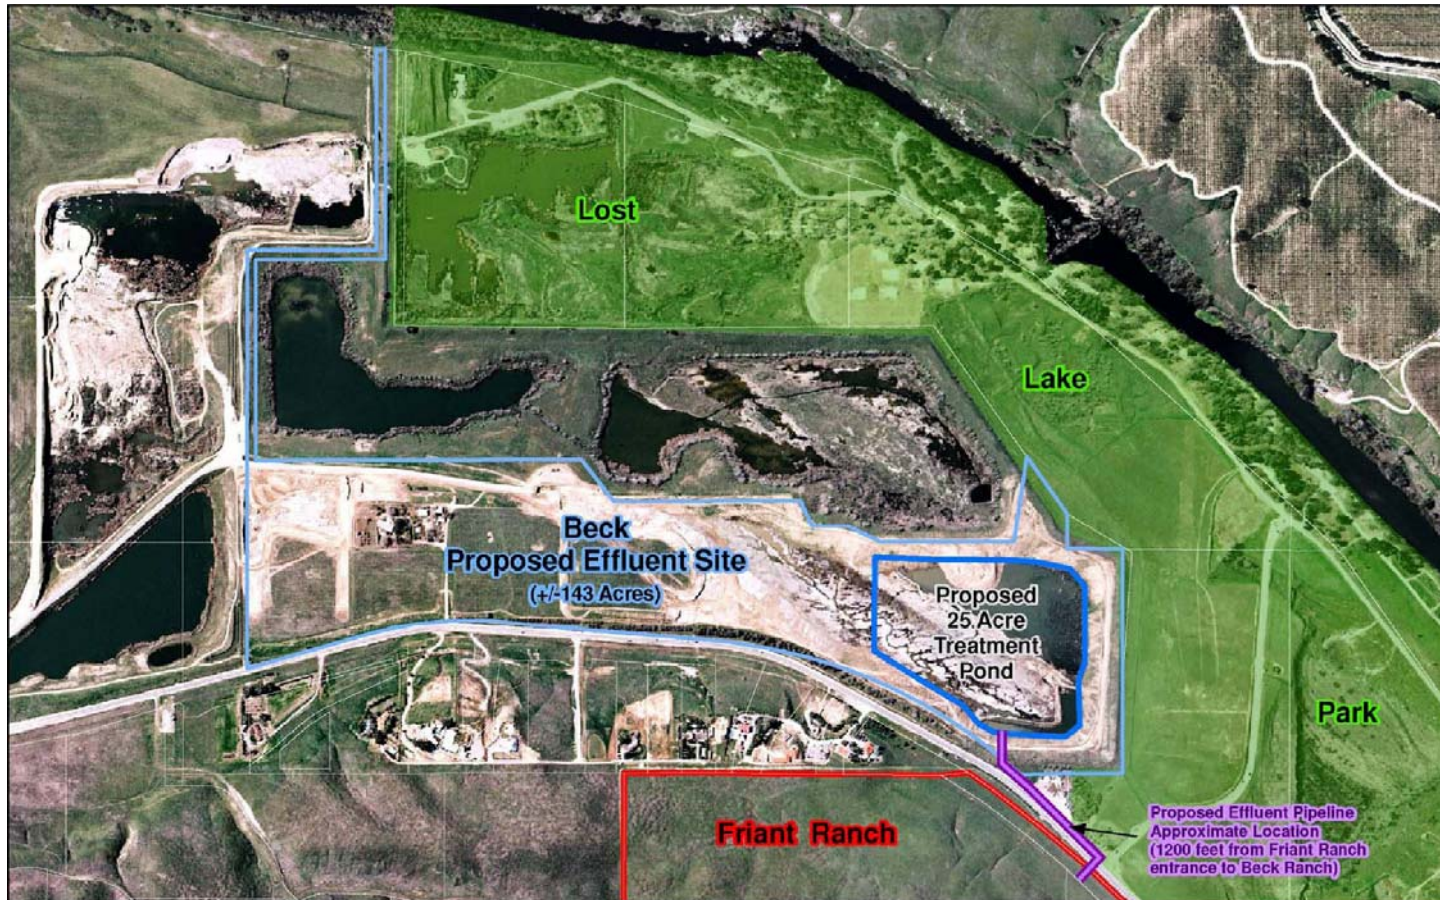 Lost
Lake
Beck
Proposed Effluent Site
(+/-143 Acres)
Proposed
25 Acre
Treatment
Pond
Park
Friant Ranch
Proposed Effluent Pipeline
Approximate Location
(1200 feet from Friant Ranch
entrance to Beck Ranch)